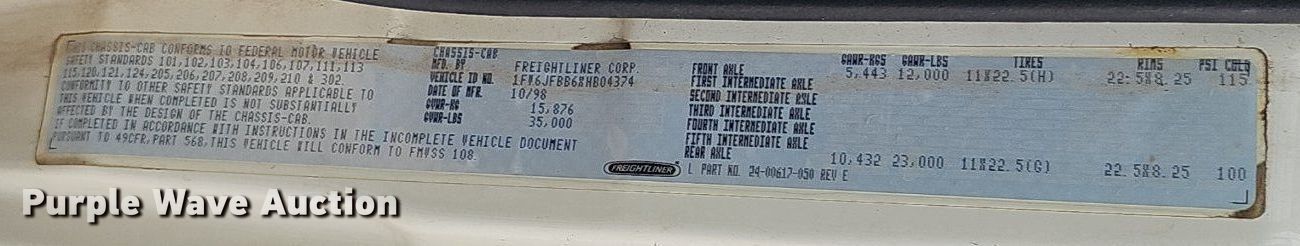 THIS CHASSIS-CAB CONFORMS TO FEDERAL MOTOR VEHICLE
SAFETY STANDARDS 101,102,103,104,106,107,111,113
115,120,121,124,205,206,207,208,209,210 & 302
CONFORMITY TO OTHER SAFETY STANDARDS APPLICABLE TO
THIS VEHICLE WHEN COMPLETED IS NOT SUBSTANTIALLY
AFFECTED BY THE DESIGN OF THE CHASSIS-CAB.
IF COMPLETED IN ACCORDANCE WITH INSTRUCTIONS IN THE INCOMPLETE VEHICLE DOCUMENT
PURSUANT TO 49CFR,PART 568,THIS VEHICLE WILL CONFORM TO FMVSS 108.
CHASSIS-CAB
MFD. BY FREIGHTLINER CORP.
VEHICLE ID NO.
DATE OF MFR. 10/98
GVWR-KG 15,876
GVWR-LBS 35,000
FREIGHTLINER
GAWR-KGS GAWR-LBS TIRES RIMS PSI COLD
FRONT AXLE 5,443 12,000 11X22.5(H) 22.5X8.25 115
FIRST INTERMEDIATE AXLE
SECOND INTERMEDIATE AXLE
THIRD INTERMEDIATE AXLE
FOURTH INTERMEDIATE AXLE
FIFTH INTERMEDIATE AXLE
REAR AXLE 10,432 23,000 11X22.5(G) 22.5X8.25 100
PART NO. 24-00617-050 REV E
Purple Wave Auction